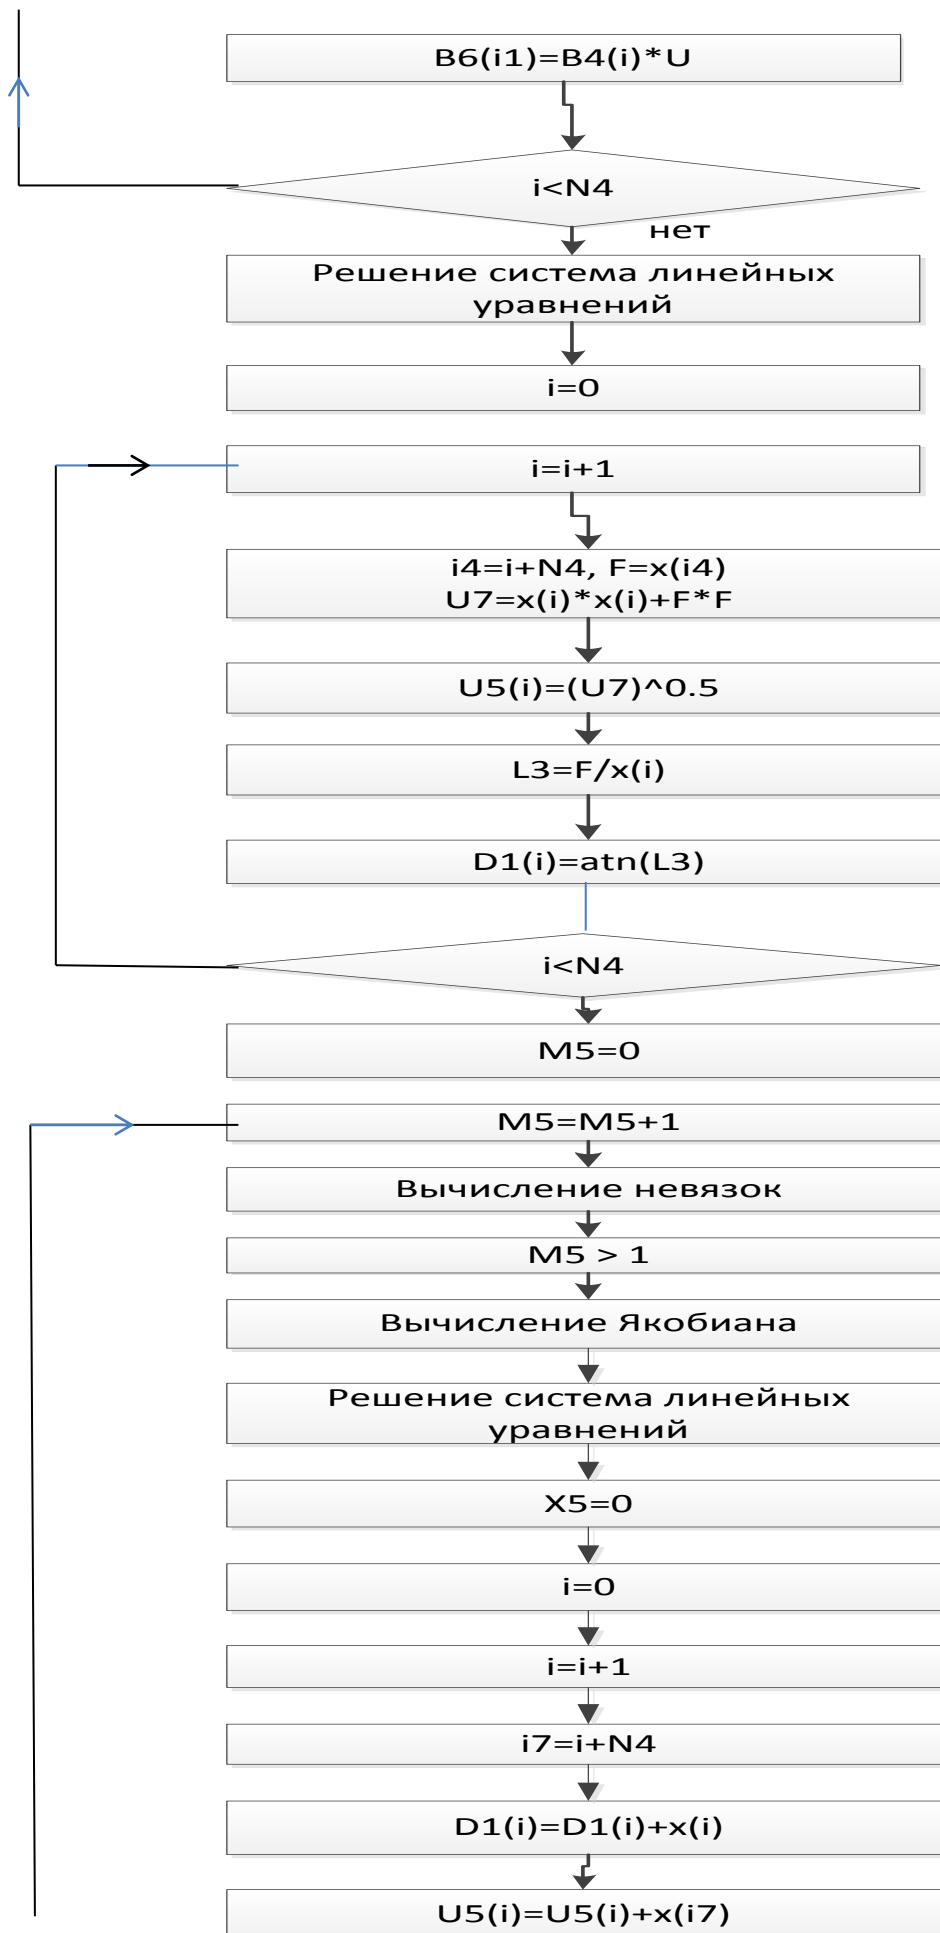 B6(i1)=B4(i)*U
i<N4
нет
Решение система линейных
уравнений
i=0
i=i+1
i4=i+N4, F=x(i4)
U7=x(i)*x(i)+F*F
U5(i)=(U7)^0.5
L3=F/x(i)
D1(i)=atn(L3)
i<N4
M5=0
M5=M5+1
Вычисление невязок
M5 > 1
Вычисление Якобиана
Решение система линейных
уравнений
X5=0
i=0
i=i+1
i7=i+N4
D1(i)=D1(i)+x(i)
U5(i)=U5(i)+x(i7)